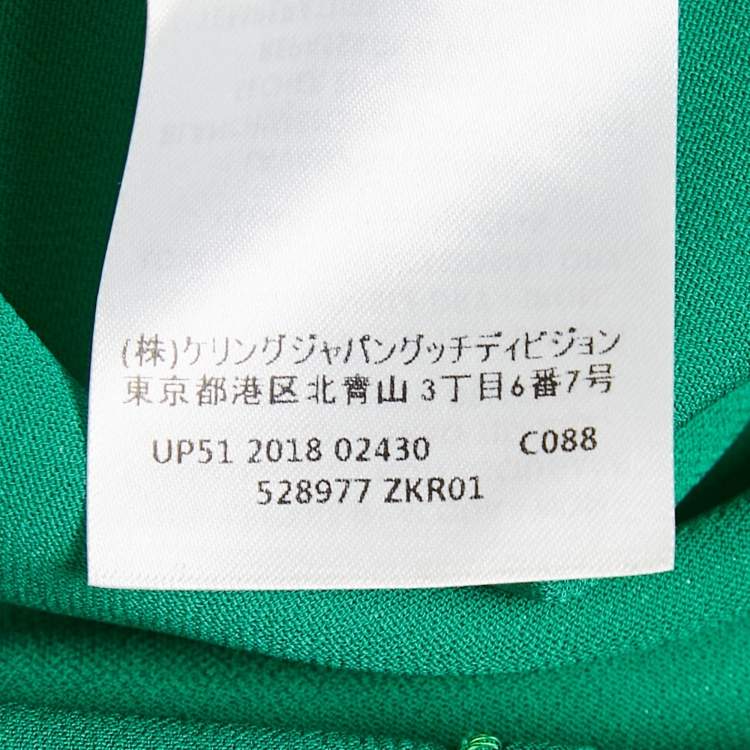 (株)ケリングジャパングッチディビジョン
東京都港区北青山3丁目6番7号
UP51 2018 02430 C088
528977 ZKR01